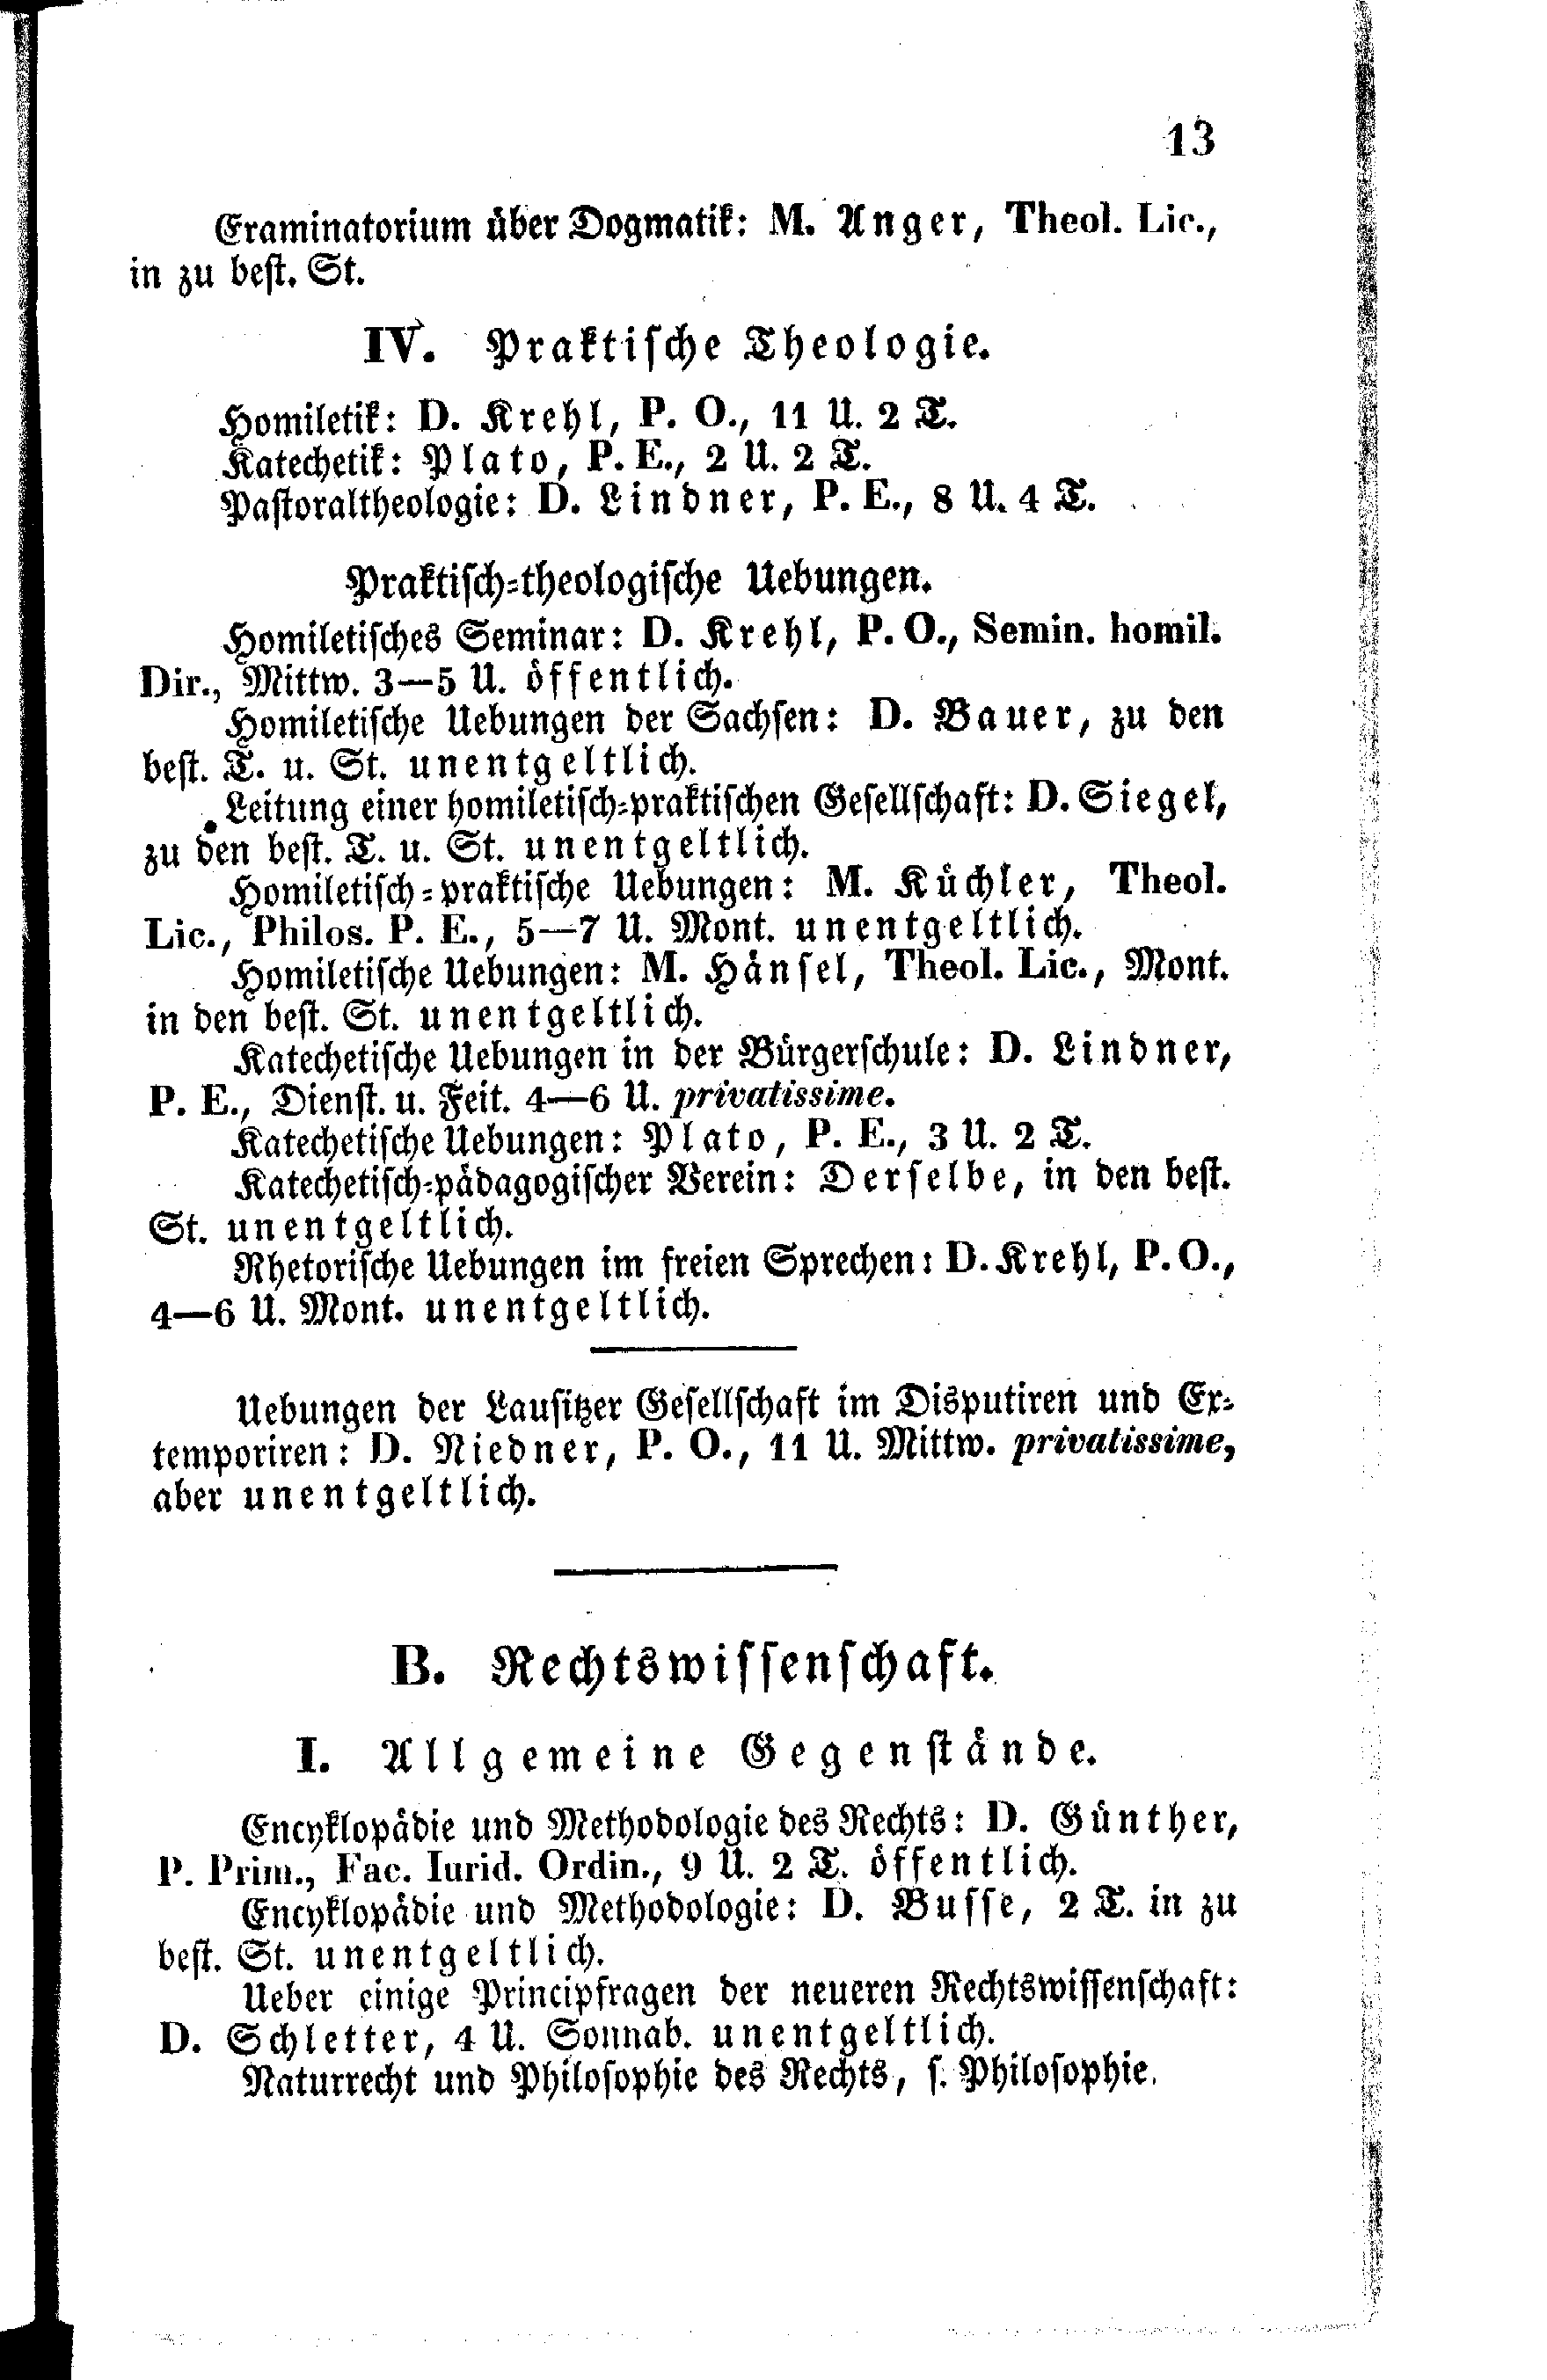 13
Examinatorium über Dogmatik: M. Unger, Theol. Lic.,
in zu best. St.
IV. Praktische Theologie.
Homiletik: D. Krehl, P. O., 11 U. 2 T.
Katechetik: Plato, P. E., 2 U. 2 T.
Pastoraltheologie: D. Lindner, P. E., 8 U. 4 T.
Praktisch-theologische Uebungen.
Homiletisches Seminar: D. Krehl, P. O., Semin. homil.
Dir., Mittw. 3—5 U. öffentlich.
Homiletische Uebungen der Sachsen: D. Bauer, zu den
best. T. u. St. unentgeltlich.
Leitung einer homiletisch-praktischen Gesellschaft: D. Siegel,
zu den best. T. u. St. unentgeltlich.
Homiletisch-praktische Uebungen: M. Küchler, Theol.
Lic., Philos. P. E., 5—7 U. Mont. unentgeltlich.
Homiletische Uebungen: M. Hänsel, Theol. Lic., Mont.
in den best. St. unentgeltlich.
Katechetische Uebungen in der Bürgerschule: D. Lindner,
P. E., Dienst. u. Feit. 4—6 U. privatissime.
Katechetische Uebungen: Plato, P. E., 3 U. 2 T.
Katechetisch-pädagogischer Verein: Derselbe, in den best.
St. unentgeltlich.
Rhetorische Uebungen im freien Sprechen: D. Krehl, P. O.,
4—6 U. Mont. unentgeltlich.
Uebungen der Lausitzer Gesellschaft im Disputiren und Ex-
temporiren: D. Niedner, P. O., 11 U. Mittw. privatissime,
aber unentgeltlich.
B. Rechtswissenschaft.
I. Allgemeine Gegenstände.
Encyklopädie und Methodologie des Rechts: D. Günther,
P. Prim., Fac. Iurid. Ordin., 9 U. 2 T. öffentlich.
Encyklopädie und Methodologie: D. Busse, 2 T. in zu
best. St. unentgeltlich.
Ueber einige Principfragen der neueren Rechtswissenschaft:
D. Schletter, 4 U. Sonnab. unentgeltlich.
Naturrecht und Philosophie des Rechts, s. Philosophie.